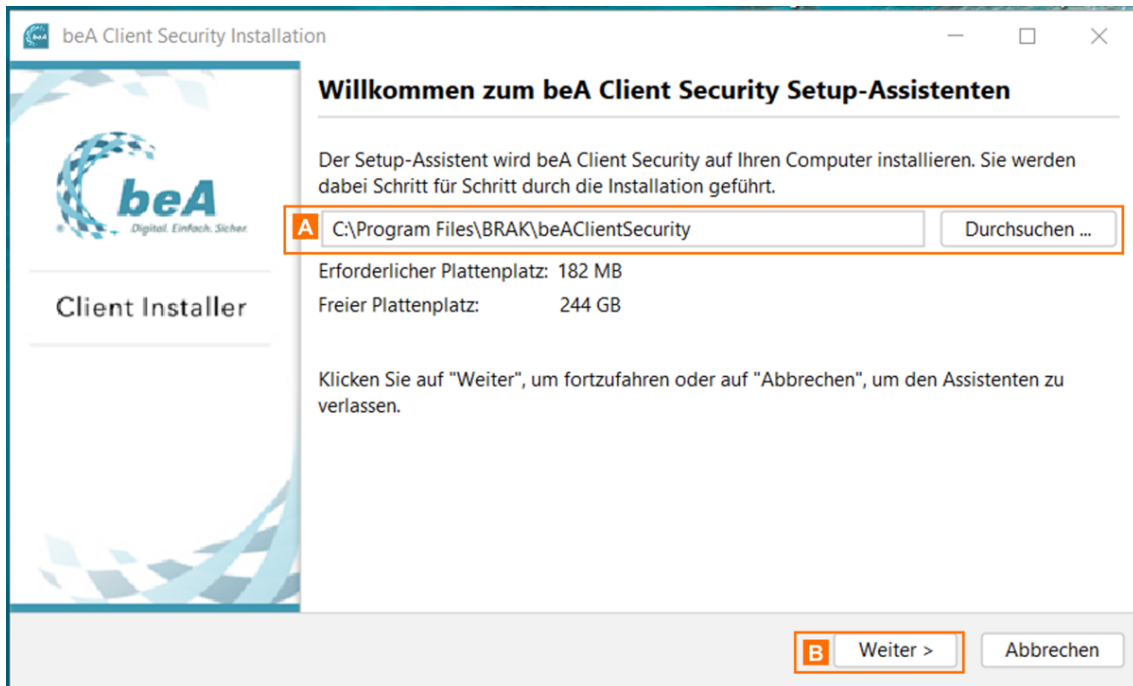 beA Client Security Installation
beA
Digital. Einfach. Sicher.
Client Installer
Willkommen zum beA Client Security Setup-Assistenten
Der Setup-Assistent wird beA Client Security auf Ihren Computer installieren. Sie werden
dabei Schritt für Schritt durch die Installation geführt.
A C:\Program Files\BRAK\beAClientSecurity Durchsuchen ...
Erforderlicher Plattenplatz: 182 MB
Freier Plattenplatz: 244 GB
Klicken Sie auf "Weiter", um fortzufahren oder auf "Abbrechen", um den Assistenten zu
verlassen.
B Weiter > Abbrechen